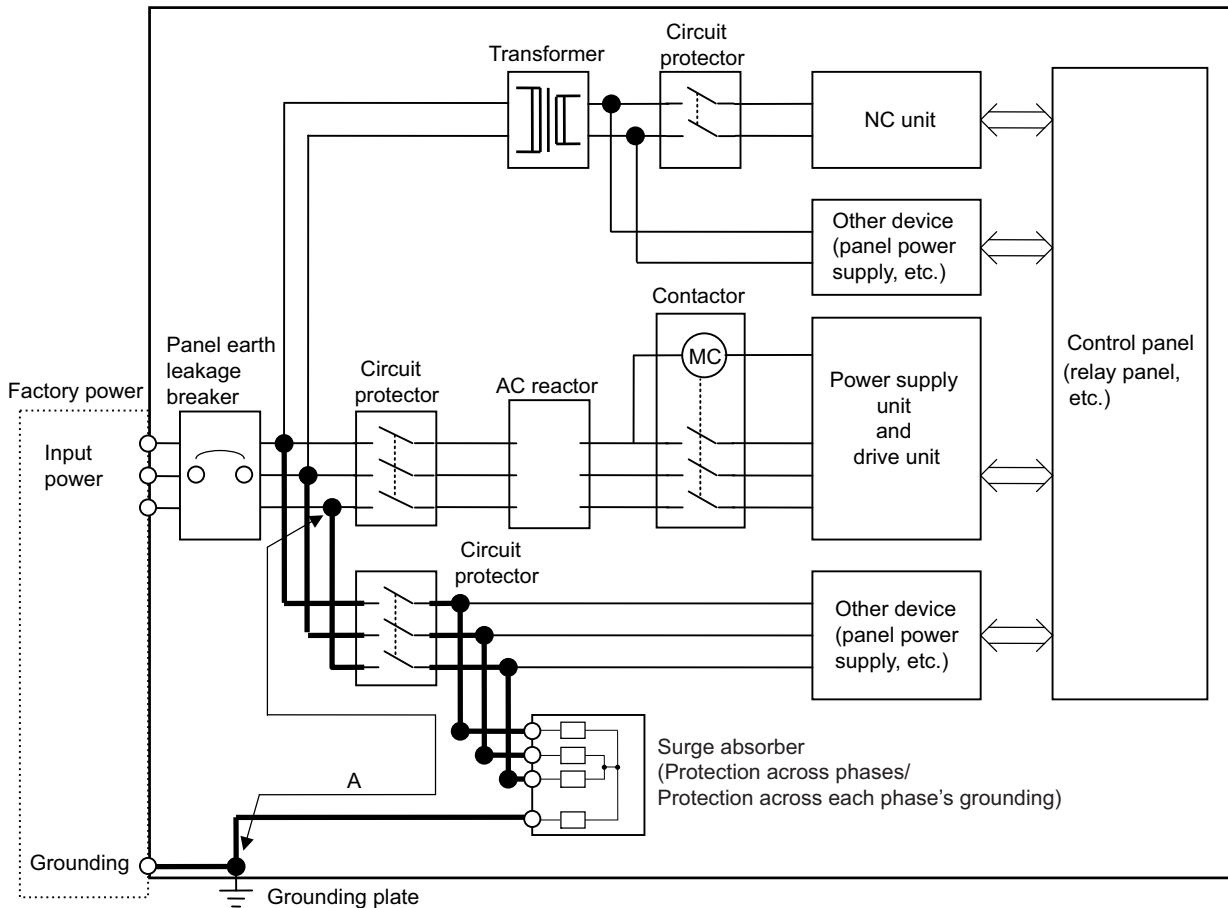 Transformer
Circuit
protector
NC unit
Other device
(panel power
supply, etc.)
Contactor
MC
Control panel
(relay panel,
etc.)
Panel earth
leakage
breaker
Circuit
protector
AC reactor
Power supply
unit
and
drive unit
Factory power
Input
power
Circuit
protector
Other device
(panel power
supply, etc.)
Surge absorber
(Protection across phases/
Protection across each phase's grounding)
A
Grounding
Grounding plate